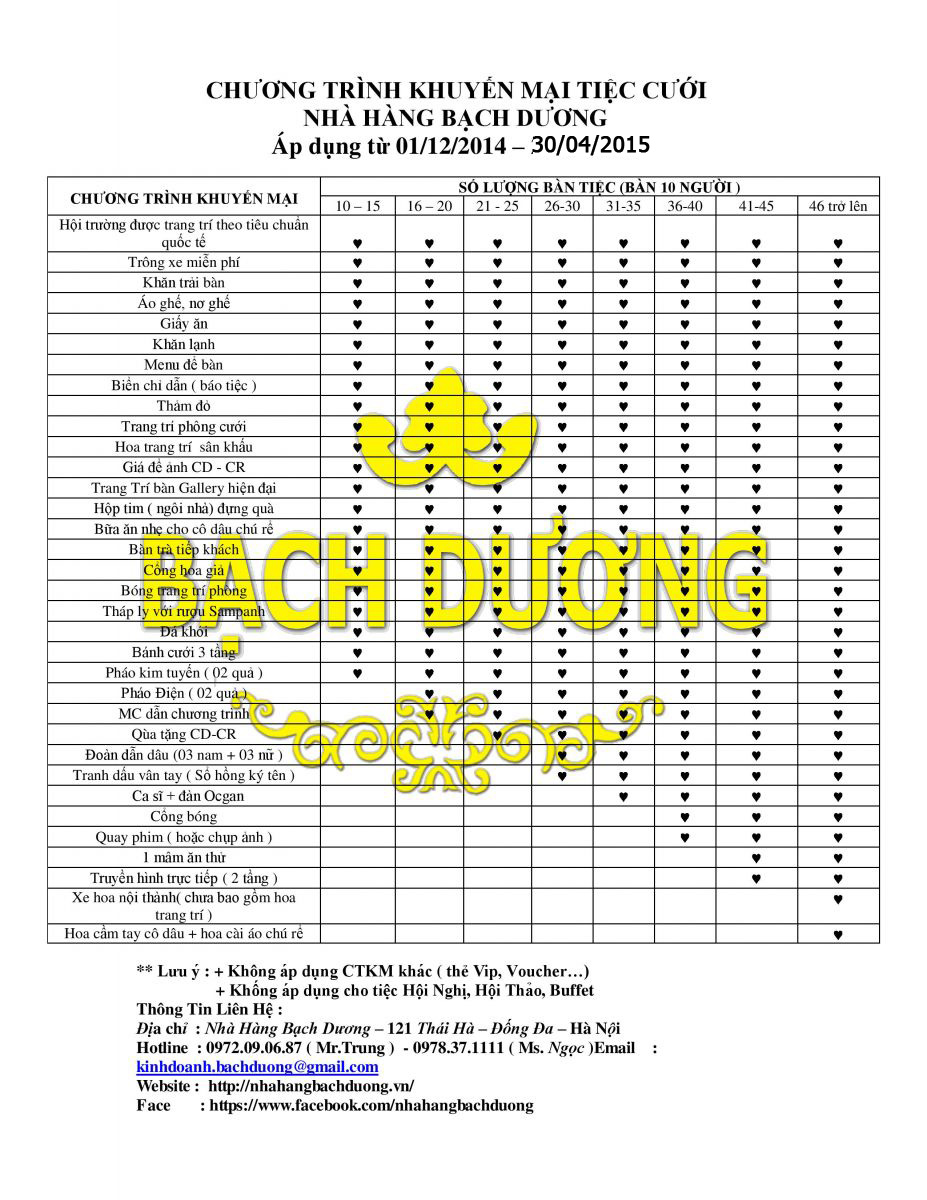 CHƯƠNG TRÌNH KHUYẾN MẠI TIỆC CƯỚI
NHÀ HÀNG BẠCH DƯƠNG
Áp dụng từ 01/12/2014 – 30/04/2015
CHƯƠNG TRÌNH KHUYẾN MẠI
SỐ LƯỢNG BÀN TIỆC (BÀN 10 NGƯỜI )
10 – 15 16 – 20 21 - 25 26-30 31-35 36-40 41-45 46 trở lên
Hội trường được trang trí theo tiêu chuẩn
quốc tế ♥ ♥ ♥ ♥ ♥ ♥ ♥ ♥
Trông xe miễn phí ♥ ♥ ♥ ♥ ♥ ♥ ♥ ♥
Khăn trải bàn ♥ ♥ ♥ ♥ ♥ ♥ ♥ ♥
Áo ghế, nơ ghế ♥ ♥ ♥ ♥ ♥ ♥ ♥ ♥
Giấy ăn ♥ ♥ ♥ ♥ ♥ ♥ ♥ ♥
Khăn lạnh ♥ ♥ ♥ ♥ ♥ ♥ ♥ ♥
Menu để bàn ♥ ♥ ♥ ♥ ♥ ♥ ♥ ♥
Biển chỉ dẫn ( báo tiệc ) ♥ ♥ ♥ ♥ ♥ ♥ ♥ ♥
Thảm đỏ ♥ ♥ ♥ ♥ ♥ ♥ ♥ ♥
Trang trí phông cưới ♥ ♥ ♥ ♥ ♥ ♥ ♥ ♥
Hoa trang trí sân khấu ♥ ♥ ♥ ♥ ♥ ♥ ♥ ♥
Giá để ảnh CD - CR ♥ ♥ ♥ ♥ ♥ ♥ ♥ ♥
Trang Trí bàn Gallery hiện đại ♥ ♥ ♥ ♥ ♥ ♥ ♥ ♥
Hộp tim ( ngôi nhà) đựng quà ♥ ♥ ♥ ♥ ♥ ♥ ♥ ♥
Bữa ăn nhẹ cho cô dâu chú rể ♥ ♥ ♥ ♥ ♥ ♥ ♥ ♥
Bàn trà tiếp khách ♥ ♥ ♥ ♥ ♥ ♥ ♥ ♥
Cổng hoa giả ♥ ♥ ♥ ♥ ♥ ♥ ♥ ♥
Bóng trang trí phòng ♥ ♥ ♥ ♥ ♥ ♥ ♥ ♥
Tháp ly với rượu Sampanh ♥ ♥ ♥ ♥ ♥ ♥ ♥ ♥
Đá khói ♥ ♥ ♥ ♥ ♥ ♥ ♥ ♥
Bánh cưới 3 tầng ♥ ♥ ♥ ♥ ♥ ♥ ♥ ♥
Pháo kim tuyến ( 02 quả ) ♥ ♥ ♥ ♥ ♥ ♥ ♥ ♥
Pháo Điện ( 02 quả ) ♥ ♥ ♥ ♥ ♥ ♥ ♥
MC dẫn chương trình ♥ ♥ ♥ ♥ ♥ ♥ ♥
Qùa tặng CD-CR ♥ ♥ ♥ ♥ ♥ ♥
Đoàn dẫn dâu (03 nam + 03 nữ ) ♥ ♥ ♥ ♥ ♥
Tranh dấu vân tay ( Sổ hồng ký tên ) ♥ ♥ ♥ ♥ ♥
Ca sĩ + đàn Ocgan ♥ ♥ ♥ ♥
Cổng bóng ♥ ♥ ♥
Quay phim ( hoặc chụp ảnh ) ♥ ♥ ♥
1 mâm ăn thử ♥ ♥
Truyền hình trực tiếp ( 2 tầng ) ♥ ♥
Xe hoa nội thành( chưa bao gồm hoa
trang trí ) ♥
Hoa cầm tay cô dâu + hoa cài áo chú rể ♥
BẠCH DƯƠNG
** Lưu ý : + Không áp dụng CTKM khác ( thẻ Vip, Voucher…)
+ Không áp dụng cho tiệc Hội Nghị, Hội Thảo, Buffet
Thông Tin Liên Hệ :
Địa chỉ : Nhà Hàng Bạch Dương – 121 Thái Hà – Đống Đa – Hà Nội
Hotline : 0972.09.06.87 ( Mr.Trung ) - 0978.37.1111 ( Ms. Ngọc )Email :
kinhdoanh.bachduong@gmail.com
Website : http://nhahangbachduong.vn/
Face : https://www.facebook.com/nhahangbachduong